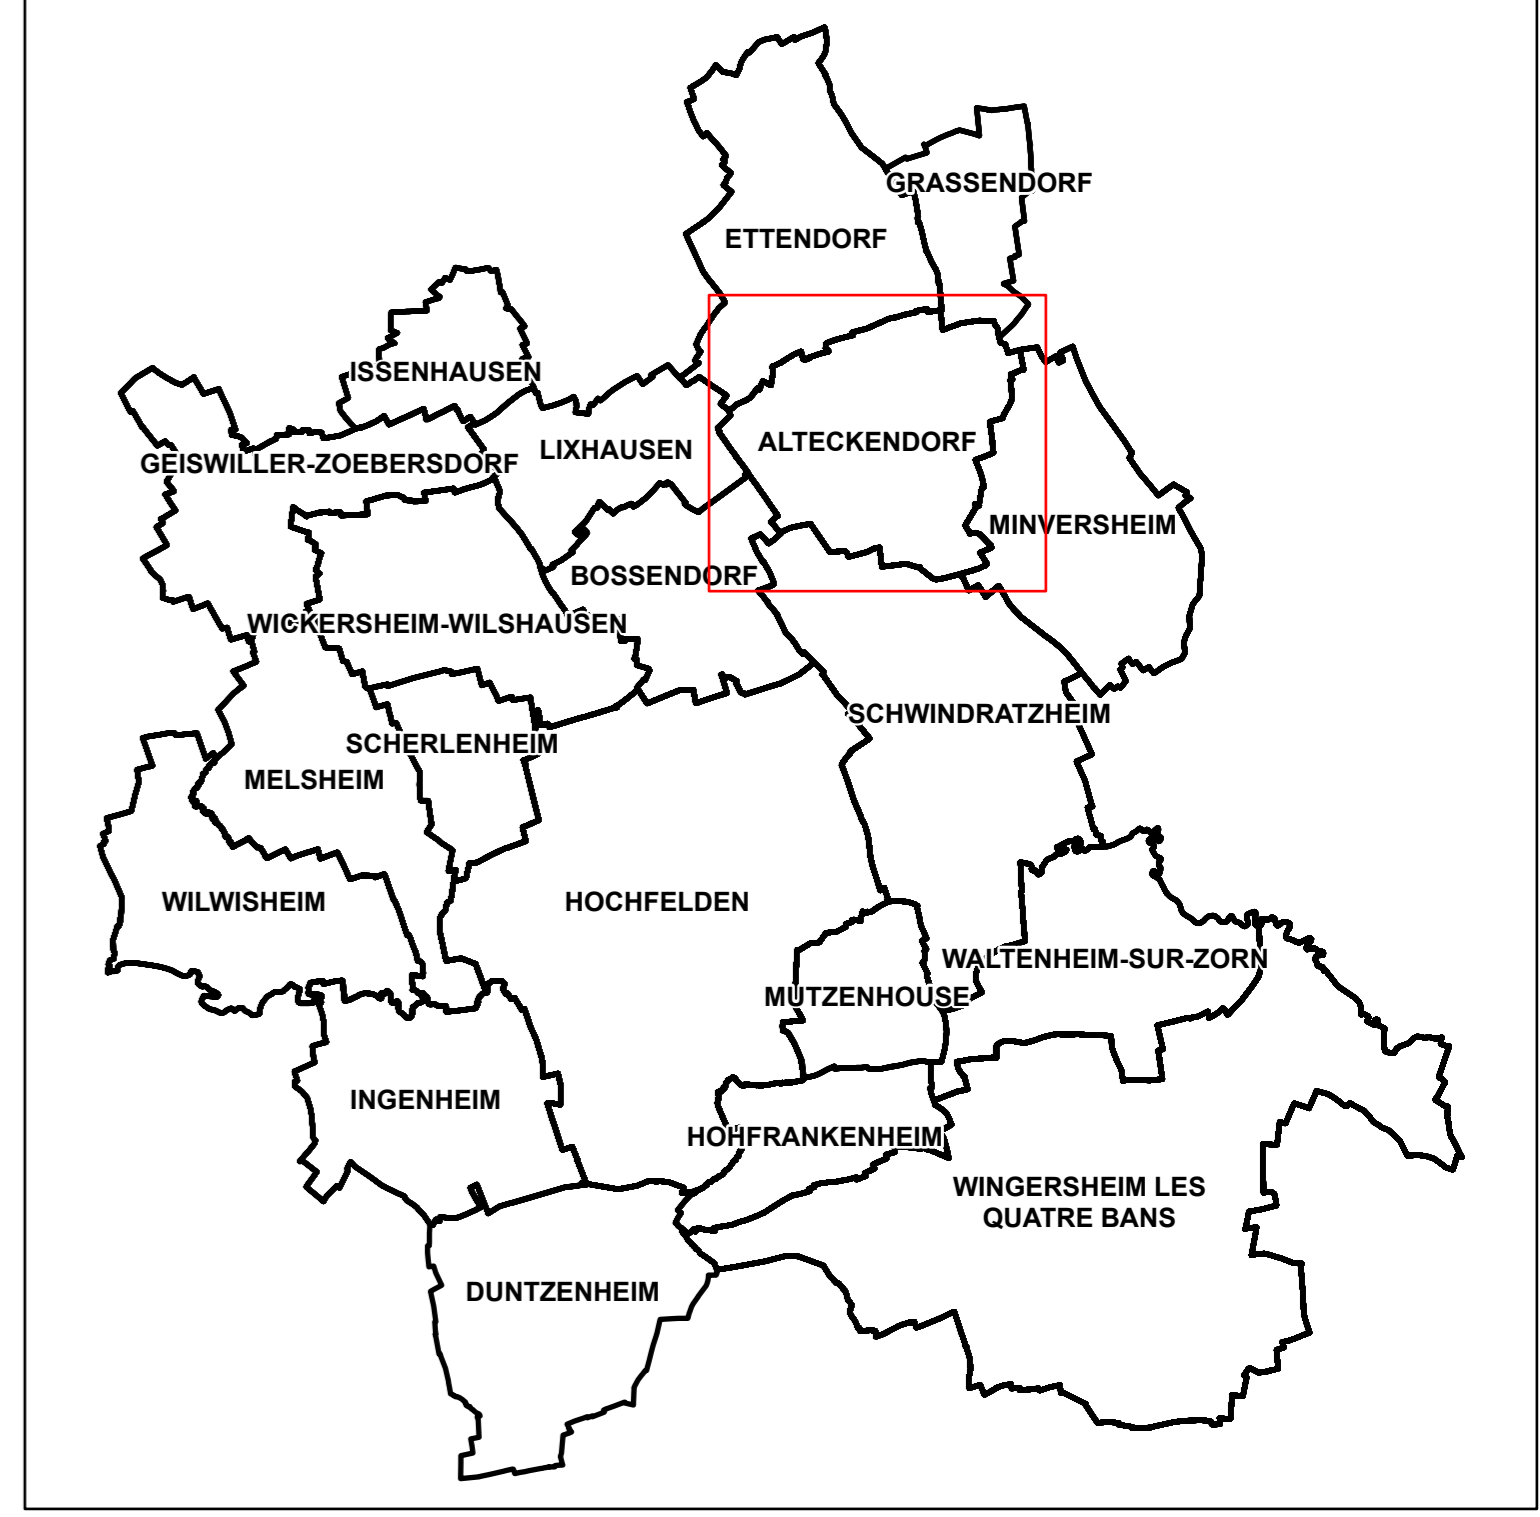 GRASSENDORF
ETTENDORF
ISSENHAUSEN
ALTECKENDORF
LIXHAUSEN
GEISWILLER-ZOEBERSDORF
MINVERSHEIM
BOSSENDORF
WICKERSHEIM-WILSHAUSEN
SCHWINDRATZHEIM
SCHERLENHEIM
MELSHEIM
WILWISHEIM
HOCHFELDEN
WALTENHEIM-SUR-ZORN
MUTZENHOUSE
INGENHEIM
HOHFRANKENHEIM
WINGERSHEIM LES
QUATRE BANS
DUNTZENHEIM